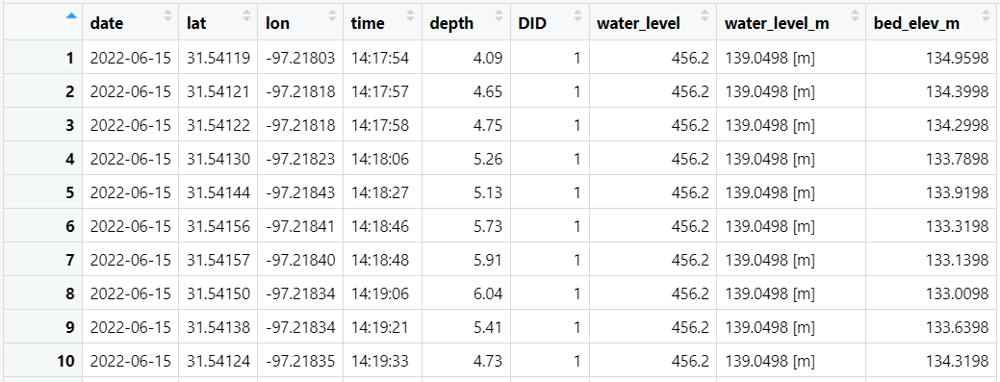 date lat lon time depth DID water_level water_level_m bed_elev_m
1 2022-06-15 31.54119 -97.21803 14:17:54 4.09 1 456.2 139.0498 [m] 134.9598
2 2022-06-15 31.54121 -97.21818 14:17:57 4.65 1 456.2 139.0498 [m] 134.3998
3 2022-06-15 31.54122 -97.21818 14:17:58 4.75 1 456.2 139.0498 [m] 134.2998
4 2022-06-15 31.54130 -97.21823 14:18:06 5.26 1 456.2 139.0498 [m] 133.7898
5 2022-06-15 31.54144 -97.21843 14:18:27 5.13 1 456.2 139.0498 [m] 133.9198
6 2022-06-15 31.54156 -97.21841 14:18:46 5.73 1 456.2 139.0498 [m] 133.3198
7 2022-06-15 31.54157 -97.21840 14:18:48 5.91 1 456.2 139.0498 [m] 133.1398
8 2022-06-15 31.54150 -97.21834 14:19:06 6.04 1 456.2 139.0498 [m] 133.0098
9 2022-06-15 31.54138 -97.21834 14:19:21 5.41 1 456.2 139.0498 [m] 133.6398
10 2022-06-15 31.54124 -97.21835 14:19:33 4.73 1 456.2 139.0498 [m] 134.3198